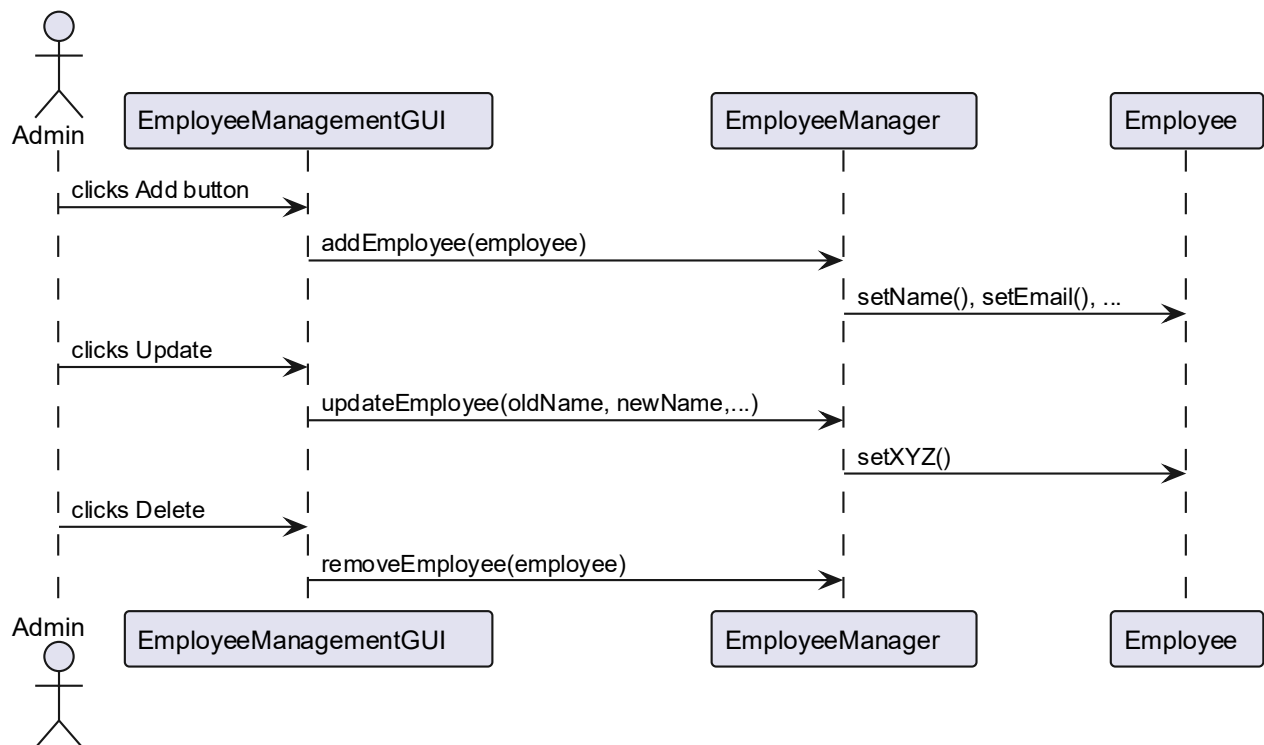 Admin
EmployeeManagementGUI
EmployeeManager
Employee
clicks Add button
addEmployee(employee)
setName(), setEmail(), ...
clicks Update
updateEmployee(oldName, newName,...)
setXYZ()
clicks Delete
removeEmployee(employee)
Admin
EmployeeManagementGUI
EmployeeManager
Employee